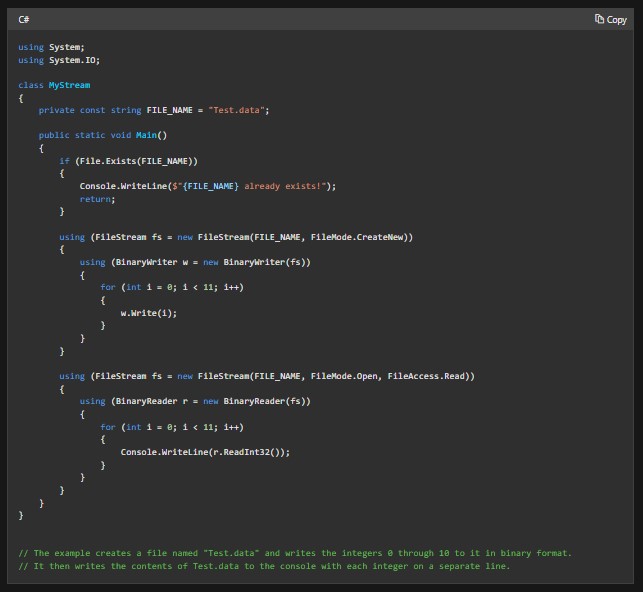 C#
Copy
using System;
using System.IO;
class MyStream
{
    private const string FILE_NAME = "Test.data";
    public static void Main()
    {
        if (File.Exists(FILE_NAME))
        {
            Console.WriteLine($"{FILE_NAME} already exists!");
            return;
        }
        using (FileStream fs = new FileStream(FILE_NAME, FileMode.CreateNew))
        {
            using (BinaryWriter w = new BinaryWriter(fs))
            {
                for (int i = 0; i < 11; i++)
                {
                    w.Write(i);
                }
            }
        }
        using (FileStream fs = new FileStream(FILE_NAME, FileMode.Open, FileAccess.Read))
        {
            using (BinaryReader r = new BinaryReader(fs))
            {
                for (int i = 0; i < 11; i++)
                {
                    Console.WriteLine(r.ReadInt32());
                }
            }
        }
    }
}
// The example creates a file named "Test.data" and writes the integers 0 through 10 to it in binary format.
// It then writes the contents of Test.data to the console with each integer on a separate line.